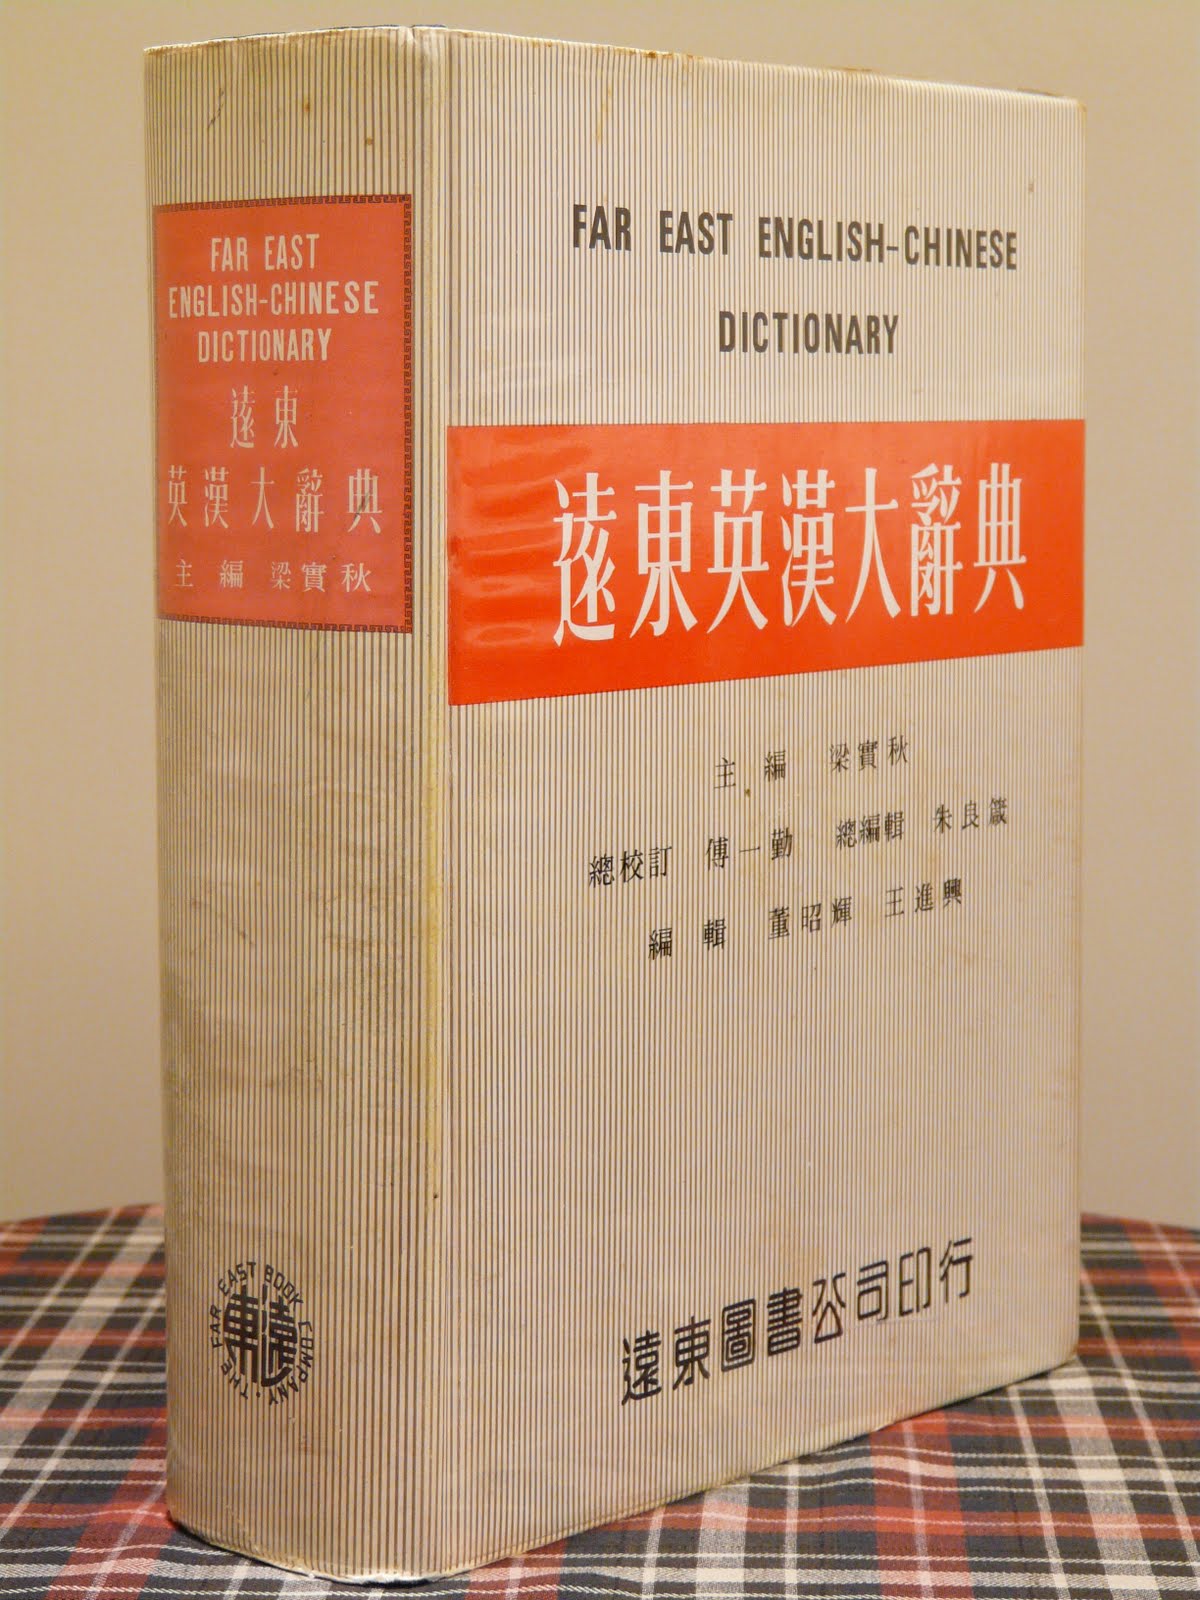 FAR EAST
ENGLISH-CHINESE
DICTIONARY
遠東
英漢大辭典
主編 梁實秋
THE FAR EAST BOOK COMPANY
遠東
FAR EAST ENGLISH-CHINESE
DICTIONARY
遠東英漢大辭典
主編 梁實秋
總校訂 傅一勤 總編輯 朱良箴
編輯 董昭輝 王進興
遠東圖書公司印行